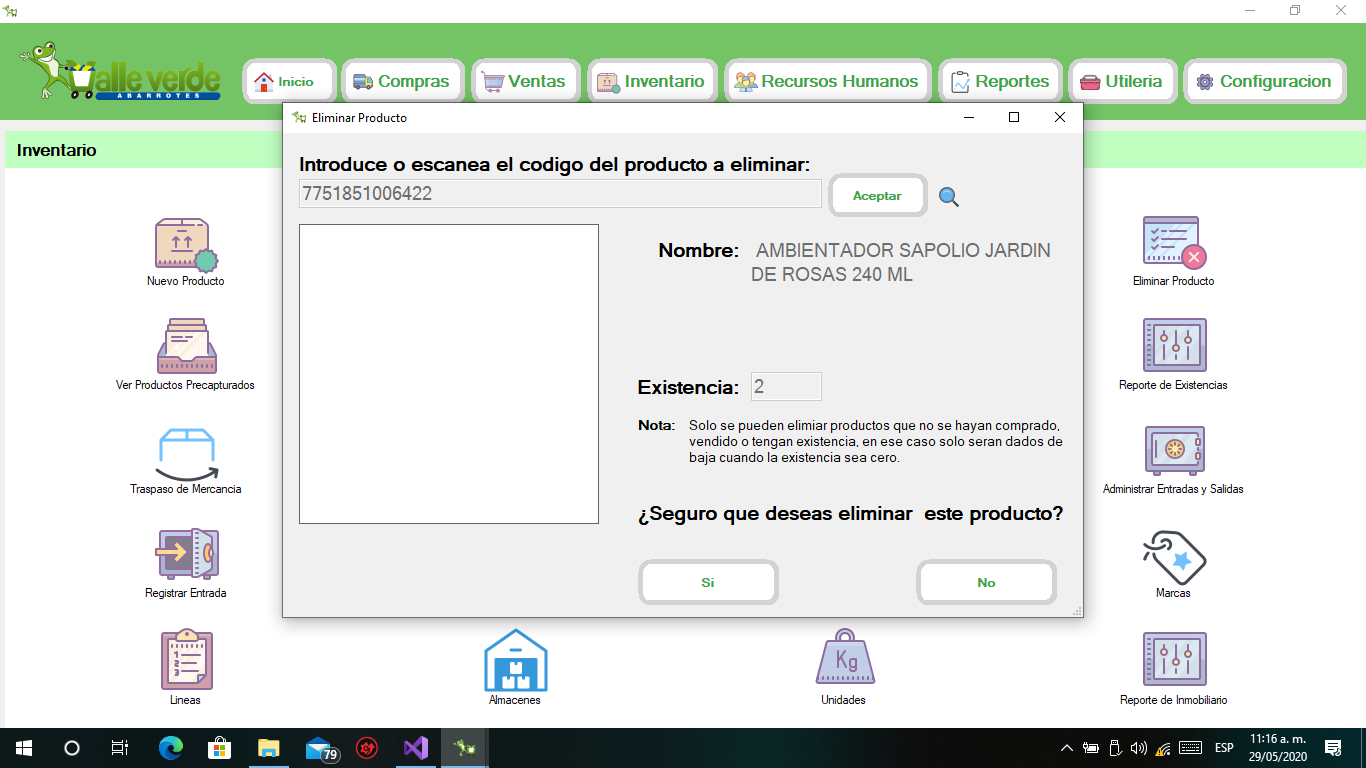 Valle verde
ABARROTES
Inicio
Compras
Ventas
Inventario
Recursos Humanos
Reportes
Utileria
Configuracion
Eliminar Producto
Inventario
Introduce o escanea el codigo del producto a eliminar:
7751851006422
Aceptar
Nombre: AMBIENTADOR SAPOLIO JARDIN
DE ROSAS 240 ML
Existencia: 2
Nota: Solo se pueden elimiar productos que no se hayan comprado,
vendido o tengan existencia, en ese caso solo seran dados de
baja cuando la existencia sea cero.
¿Seguro que deseas eliminar este producto?
Si
No
Nuevo Producto
Eliminar Producto
Ver Productos Precapturados
Reporte de Existencias
Traspaso de Mercancia
Administrar Entradas y Salidas
Registrar Entrada
Marcas
1
2
3
Kg
Lineas
Almacenes
Unidades
Reporte de Inmobiliario
79
ESP
11:16 a. m.
29/05/2020